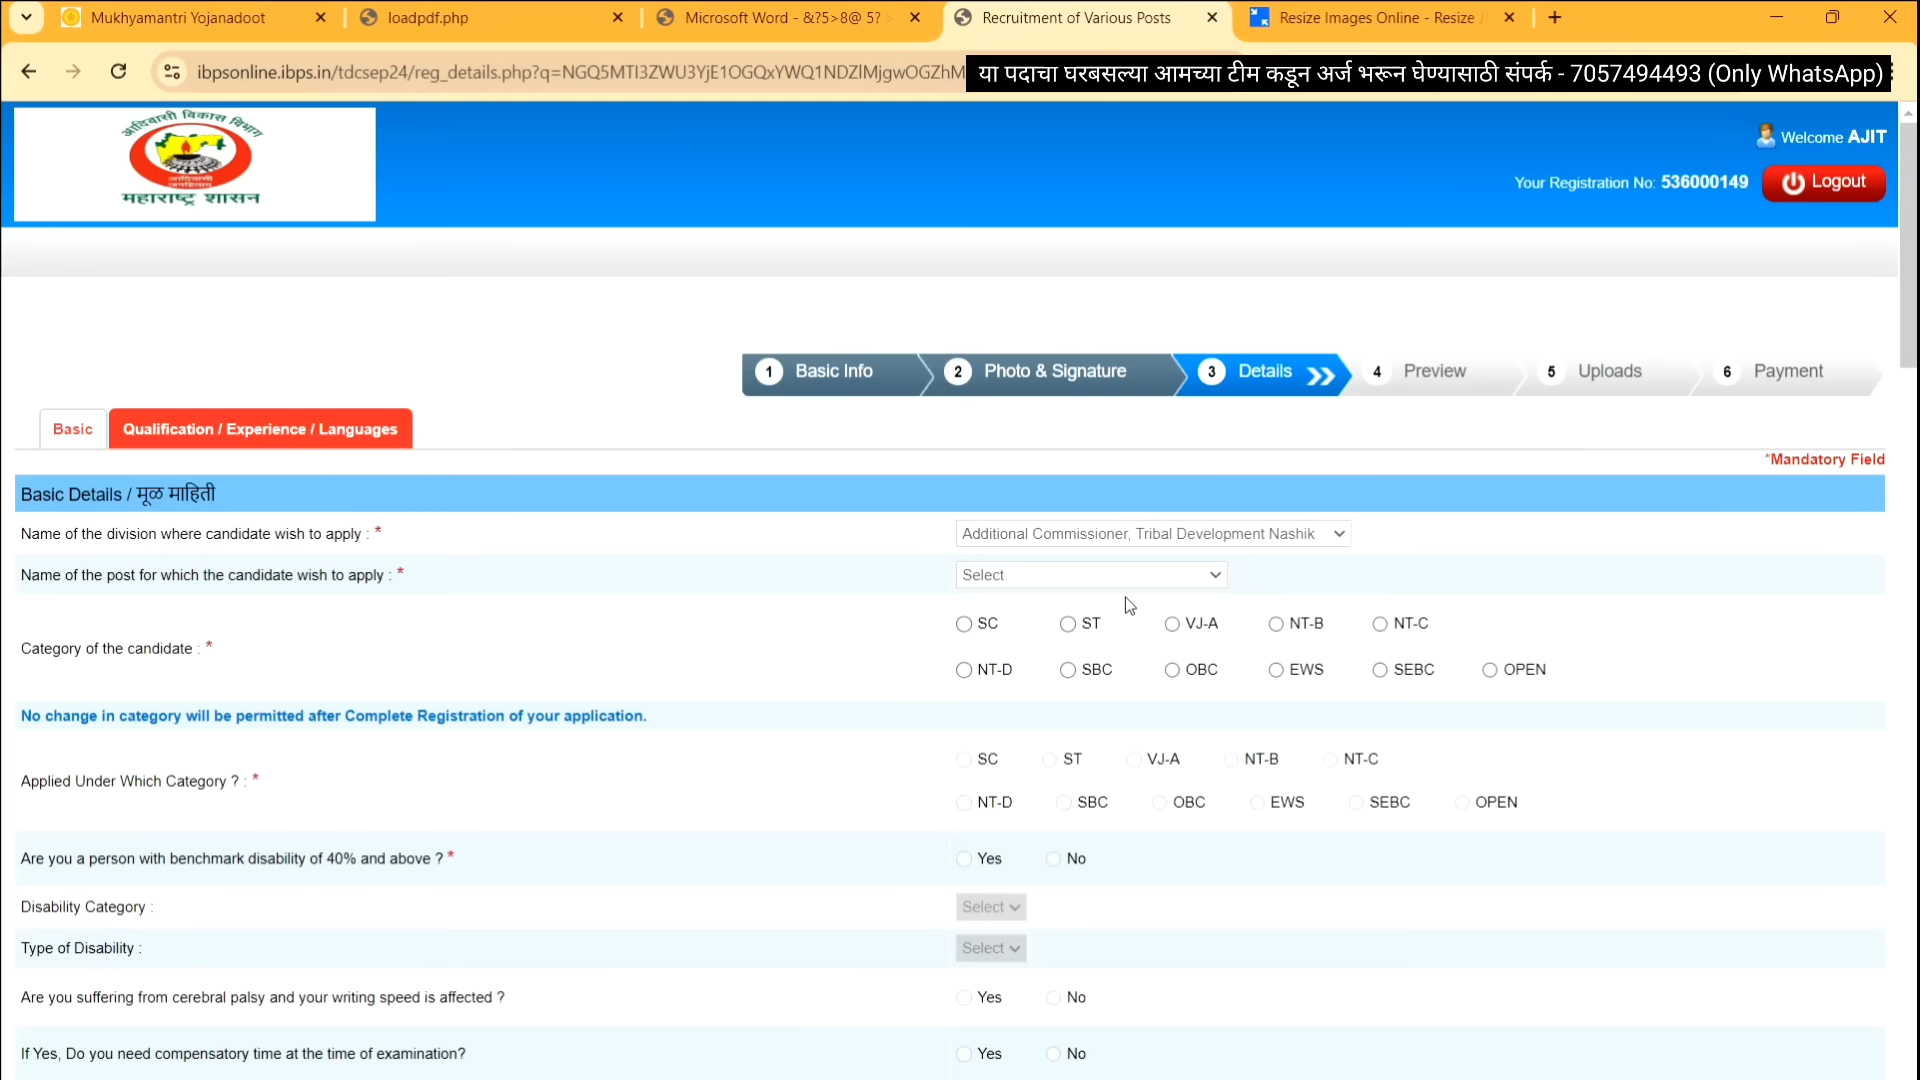 Mukhyamantri Yojanadoot
loadpdf.php
Microsoft Word - &?5>8@ 5?
Recruitment of Various Posts
Resize Images Online - Resize
ibpsonline.ibps.in/tdcsep24/reg_details.php?q=NGQ5MTI3ZWU3YjE1OGQxYWQ1NDZlMjgwOGZhM
या पदाचा घरबसल्या आमच्या टीम कडून अर्ज भरून घेण्यासाठी संपर्क - 7057494493 (Only WhatsApp)
आदिवासी विकास विभाग
महाराष्ट्र शासन
Welcome AJIT
Your Registration No: 536000149
Logout
1 Basic Info
2 Photo & Signature
3 Details
4 Preview
5 Uploads
6 Payment
Basic
Qualification / Experience / Languages
*Mandatory Field
Basic Details / मूळ माहिती
Name of the division where candidate wish to apply : *
Additional Commissioner, Tribal Development Nashik
Name of the post for which the candidate wish to apply : *
Select
Category of the candidate : *
SC ST VJ-A NT-B NT-C
NT-D SBC OBC EWS SEBC OPEN
No change in category will be permitted after Complete Registration of your application.
Applied Under Which Category ? : *
SC ST VJ-A NT-B NT-C
NT-D SBC OBC EWS SEBC OPEN
Are you a person with benchmark disability of 40% and above ? *
Yes No
Disability Category :
Select
Type of Disability :
Select
Are you suffering from cerebral palsy and your writing speed is affected ?
Yes No
If Yes, Do you need compensatory time at the time of examination?
Yes No